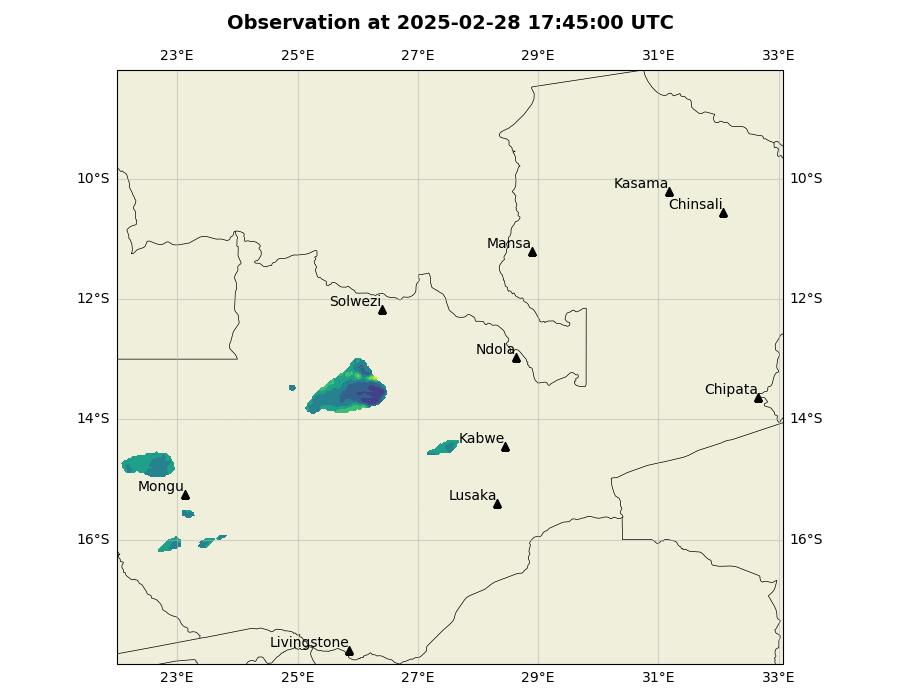 Observation at 2025-02-28 17:45:00 UTC
23°E 25°E 27°E 29°E 31°E 33°E
10°S 10°S
Kasama
Chinsali
Mansa
12°S 12°S
Solwezi
Ndola
Chipata
14°S 14°S
Kabwe
Mongu
Lusaka
16°S 16°S
Livingstone
23°E 25°E 27°E 29°E 31°E 33°E